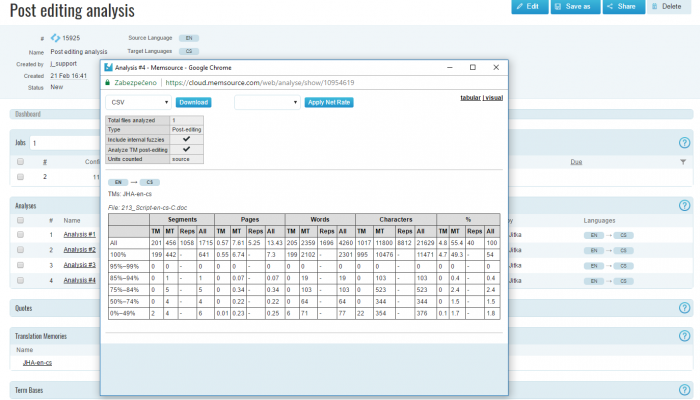 Post editing analysis
Edit Save as Share Delete
# 15925 Source Language EN
Name Post editing analysis Target Languages CS
Created by j_support
Created 21 Feb 16:41
Status New
Dashboard
Jobs 1
# Due
2 11
Analyses
# Name Languages
1 Analysis #1 Jitka EN → CS
2 Analysis #2 Jitka EN → CS
3 Analysis #3 Jitka EN → CS
4 Analysis #4 Jitka EN → CS
Quotes
Translation Memories
Name
JHA-en-cs
Term Bases
Analysis #4 - Memsource - Google Chrome
Zabezpečeno | https://cloud.memsource.com/web/analyse/show/10954619
CSV Download Apply Net Rate tabular | visual
Total files analyzed 1
Type Post-editing
Include internal fuzzies ✔
Analyze TM post-editing ✔
Units counted source
EN → CS
TMs: JHA-en-cs
File: 213_Script-en-cs-C.doc
Segments Pages Words Characters %
TM MT Reps All TM MT Reps All TM MT Reps All TM MT Reps All TM MT Reps All
All 201 456 1058 1715 0.57 7.61 5.25 13.43 205 2359 1696 4260 1017 11800 8812 21629 4.8 55.4 40 100
100% 199 442 - 641 0.55 6.74 - 7.3 199 2102 - 2301 995 10476 - 11471 4.7 49.3 - 54
95%–99% 0 - - 0 0 - - 0 0 - - 0 0 - - 0 0 - - 0
85%–94% 0 1 - 1 0 0.07 - 0.07 0 19 - 19 0 103 - 103 0 0.4 - 0.4
75%–84% 0 5 - 5 0 0.34 - 0.34 0 103 - 103 0 523 - 523 0 2.4 - 2.4
50%–74% 0 4 - 4 0 0.22 - 0.22 0 64 - 64 0 344 - 344 0 1.5 - 1.5
0%–49% 2 4 - 6 0.01 0.23 - 0.25 6 71 - 77 22 354 - 376 0.1 1.7 - 1.8